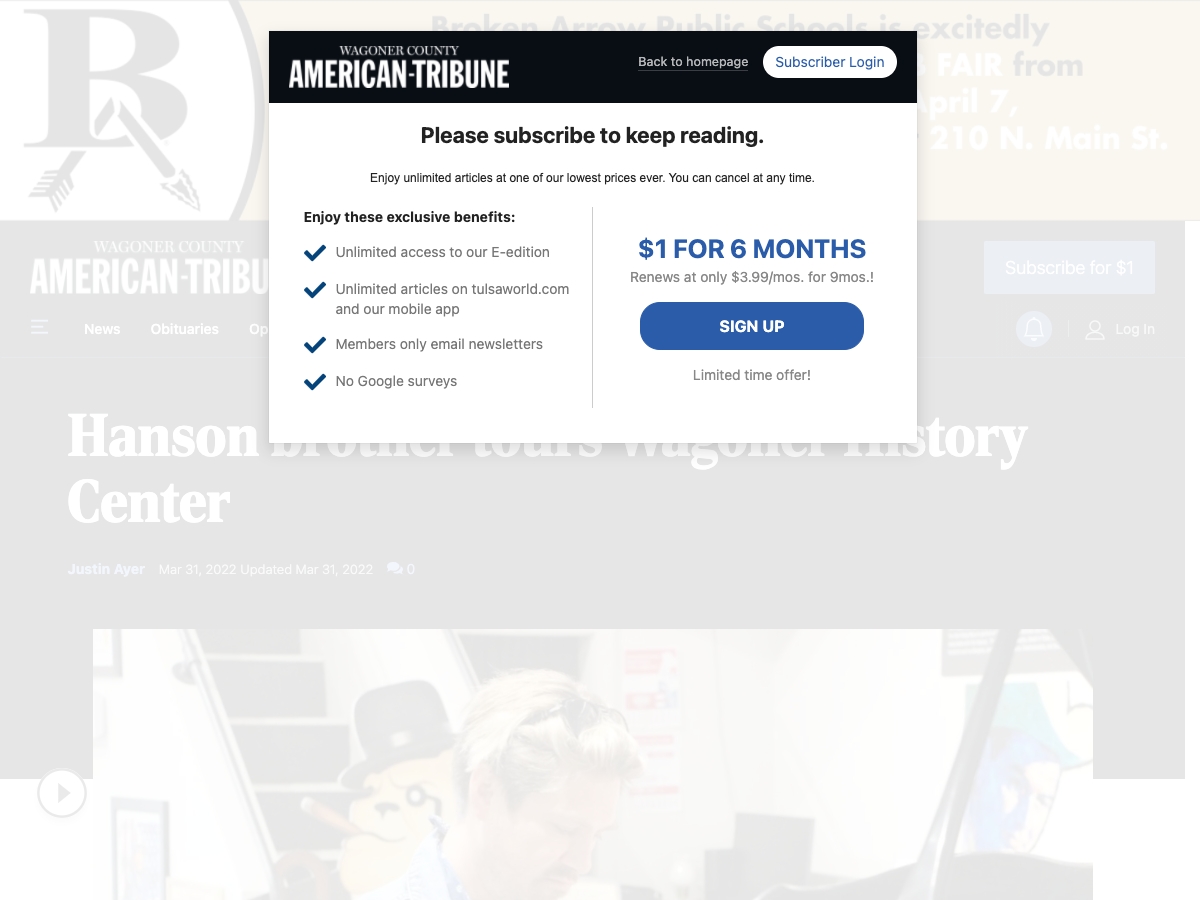 Broken Arrow Public Schools is excitedly
FAIR from
April 7,
210 N. Main St.
B
WAGONER COUNTY
AMERICAN-TRIBUNE
Back to homepage
Subscriber Login
Please subscribe to keep reading.
Enjoy unlimited articles at one of our lowest prices ever. You can cancel at any time.
Enjoy these exclusive benefits:
Unlimited access to our E-edition
Unlimited articles on tulsaworld.com
and our mobile app
Members only email newsletters
No Google surveys
$1 FOR 6 MONTHS
Renews at only $3.99/mos. for 9mos.!
SIGN UP
Limited time offer!
WAGONER COUNTY
AMERICAN-TRIBU
Subscribe for $1
News Obituaries Op
Log In
Hanson brother tours Wagoner History
Center
Justin Ayer Mar 31, 2022 Updated Mar 31, 2022 0